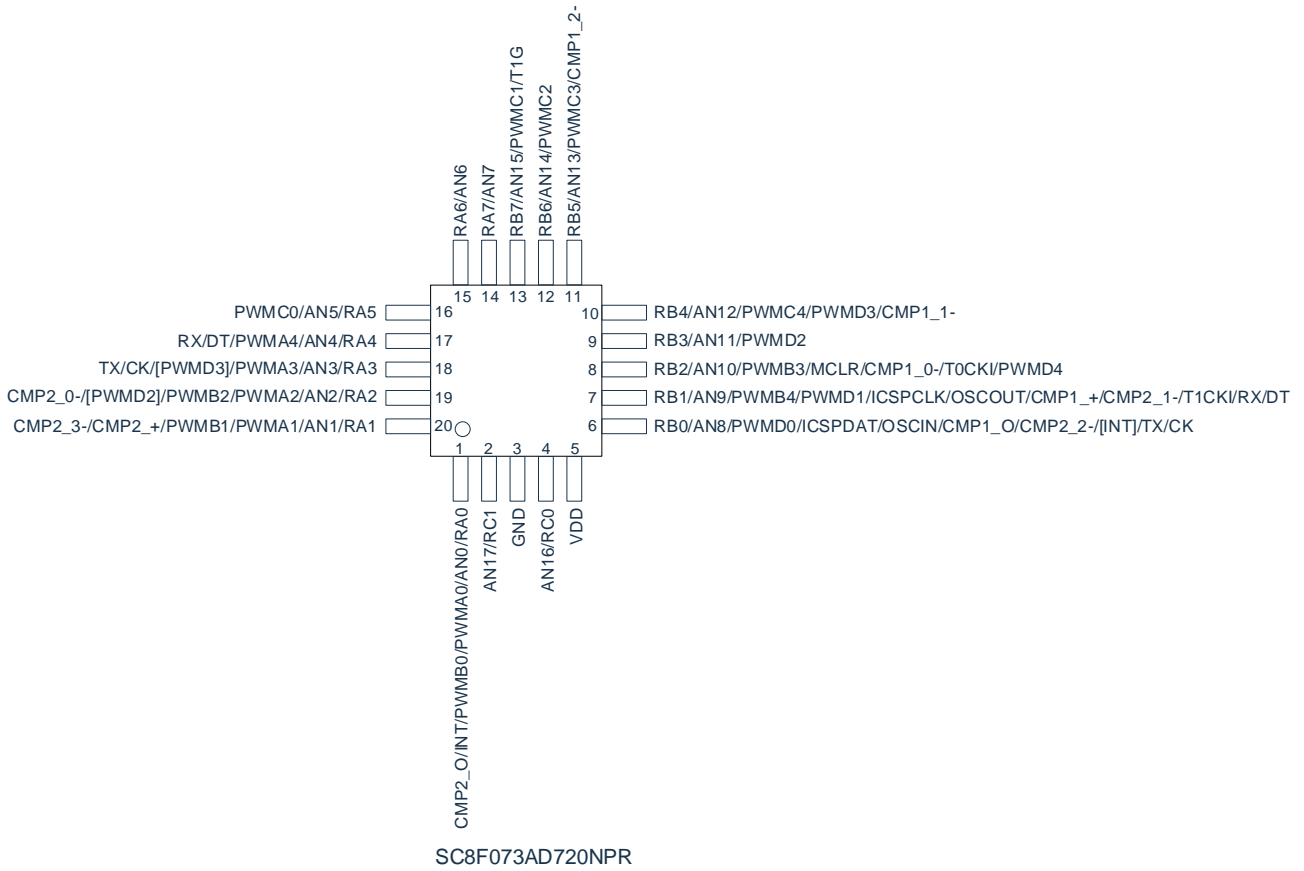 RA6/AN6
RA7/AN7
RB7/AN15/PWMC1/T1G
RB6/AN14/PWMC2
RB5/AN13/PWMC3/CMP1_2-
15
14
13
12
11
PWMC0/AN5/RA5
16
10
RB4/AN12/PWMC4/PWMD3/CMP1_1-
RX/DT/PWMA4/AN4/RA4
17
9
RB3/AN11/PWMD2
TX/CK/[PWMD3]/PWMA3/AN3/RA3
18
8
RB2/AN10/PWMB3/MCLR/CMP1_0-/T0CKI/PWMD4
CMP2_0-/[PWMD2]/PWMB2/PWMA2/AN2/RA2
19
7
RB1/AN9/PWMB4/PWMD1/ICSPCLK/OSCOUT/CMP1_+/CMP2_1-/T1CKI/RX/DT
CMP2_3-/CMP2_+/PWMB1/PWMA1/AN1/RA1
20
6
RB0/AN8/PWMD0/ICSPDAT/OSCIN/CMP1_O/CMP2_2-/[INT]/TX/CK
1
2
3
4
5
CMP2_O/INT/PWMB0/PWMA0/AN0/RA0
AN17/RC1
GND
AN16/RC0
VDD
SC8F073AD720NPR